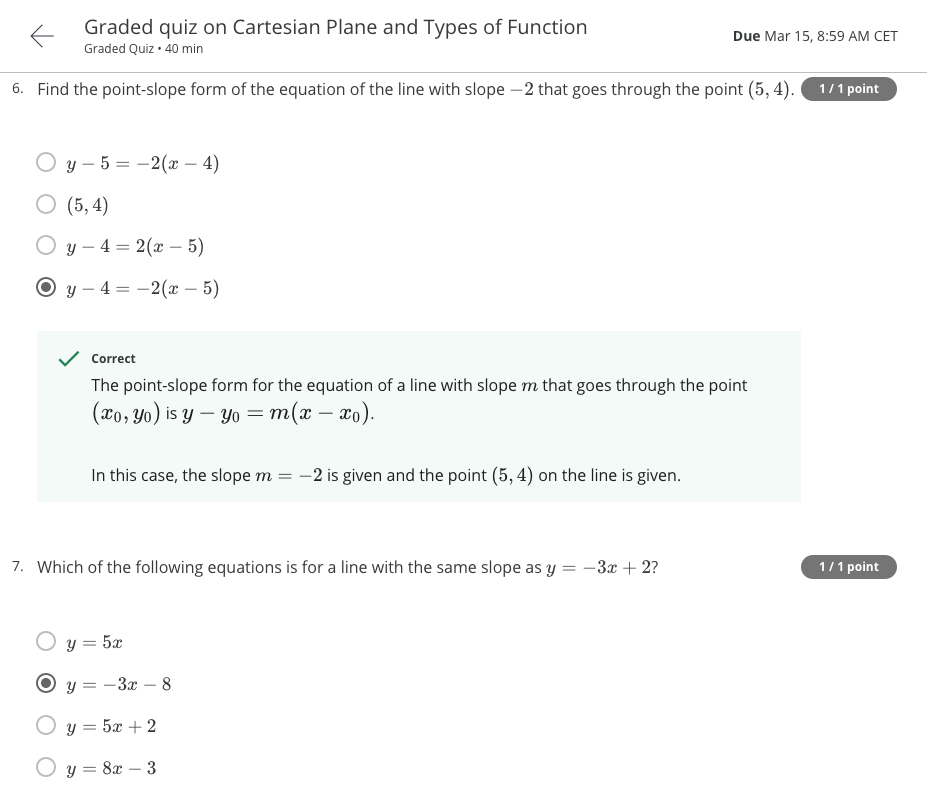 Graded quiz on Cartesian Plane and Types of Function
Graded Quiz • 40 min
Due Mar 15, 8:59 AM CET
6. Find the point-slope form of the equation of the line with slope −2 that goes through the point (5, 4). 1 / 1 point
y − 5 = −2(x − 4)
(5, 4)
y − 4 = 2(x − 5)
y − 4 = −2(x − 5)
Correct
The point-slope form for the equation of a line with slope m that goes through the point
(x₀, y₀) is y − y₀ = m(x − x₀).
In this case, the slope m = −2 is given and the point (5, 4) on the line is given.
7. Which of the following equations is for a line with the same slope as y = −3x + 2? 1 / 1 point
y = 5x
y = −3x − 8
y = 5x + 2
y = 8x − 3